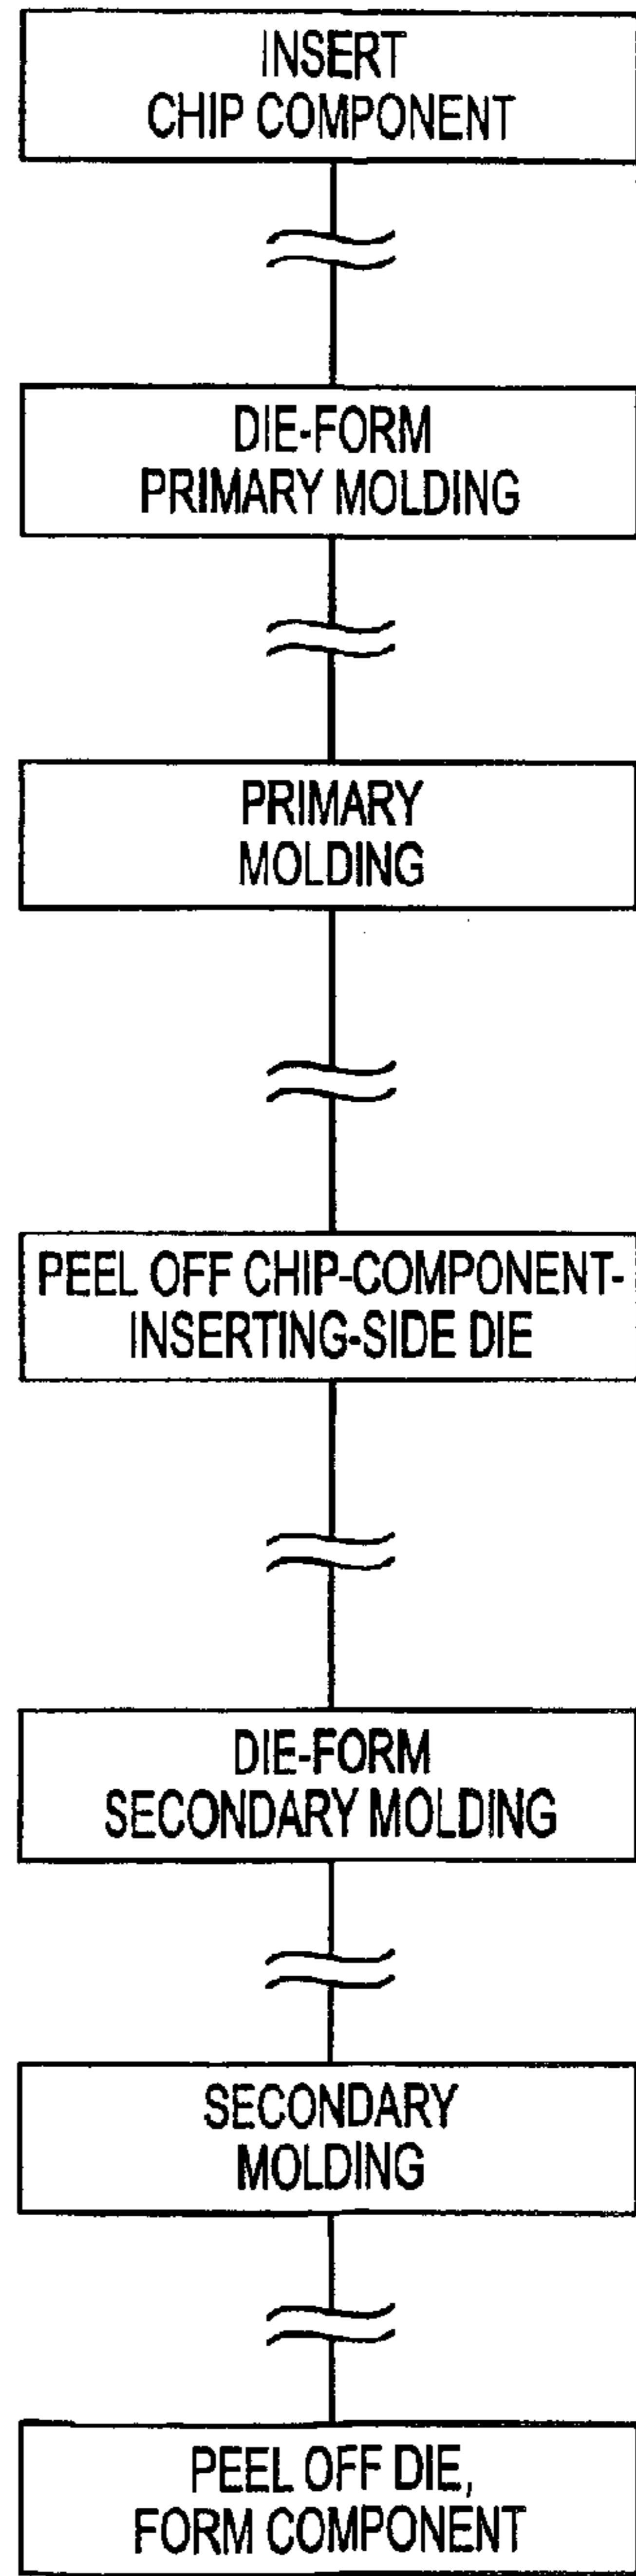 INSERT
CHIP COMPONENT
DIE-FORM
PRIMARY MOLDING
PRIMARY
MOLDING
PEEL OFF CHIP-COMPONENT-
INSERTING-SIDE DIE
DIE-FORM
SECONDARY MOLDING
SECONDARY
MOLDING
PEEL OFF DIE,
FORM COMPONENT